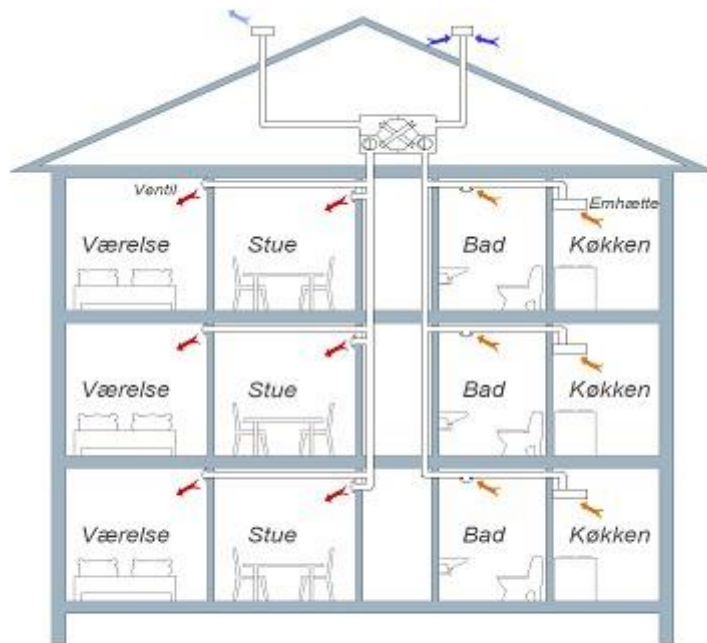 Ventil
Emhætte
Værelse
Stue
Bad
Køkken
Værelse
Stue
Bad
Køkken
Værelse
Stue
Bad
Køkken